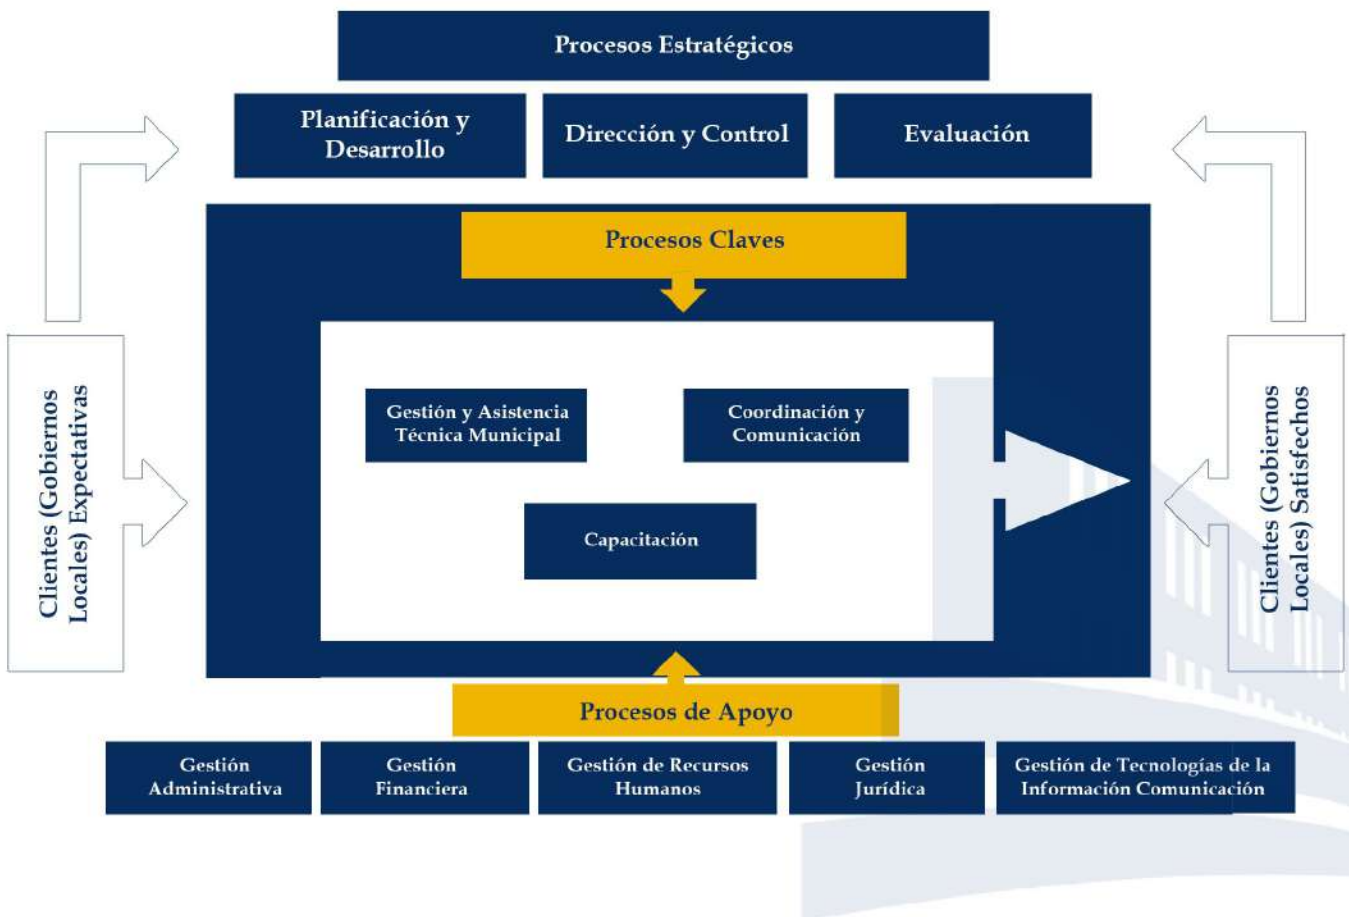 Procesos Estratégicos
Planificación y
Desarrollo
Dirección y Control
Evaluación
Procesos Claves
Clientes (Gobiernos
Locales) Expectativas
Gestión y Asistencia
Técnica Municipal
Coordinación y
Comunicación
Capacitación
Clientes (Gobiernos
Locales) Satisfechos
Procesos de Apoyo
Gestión
Administrativa
Gestión
Financiera
Gestión de Recursos
Humanos
Gestión
Jurídica
Gestión de Tecnologías de la
Información Comunicación